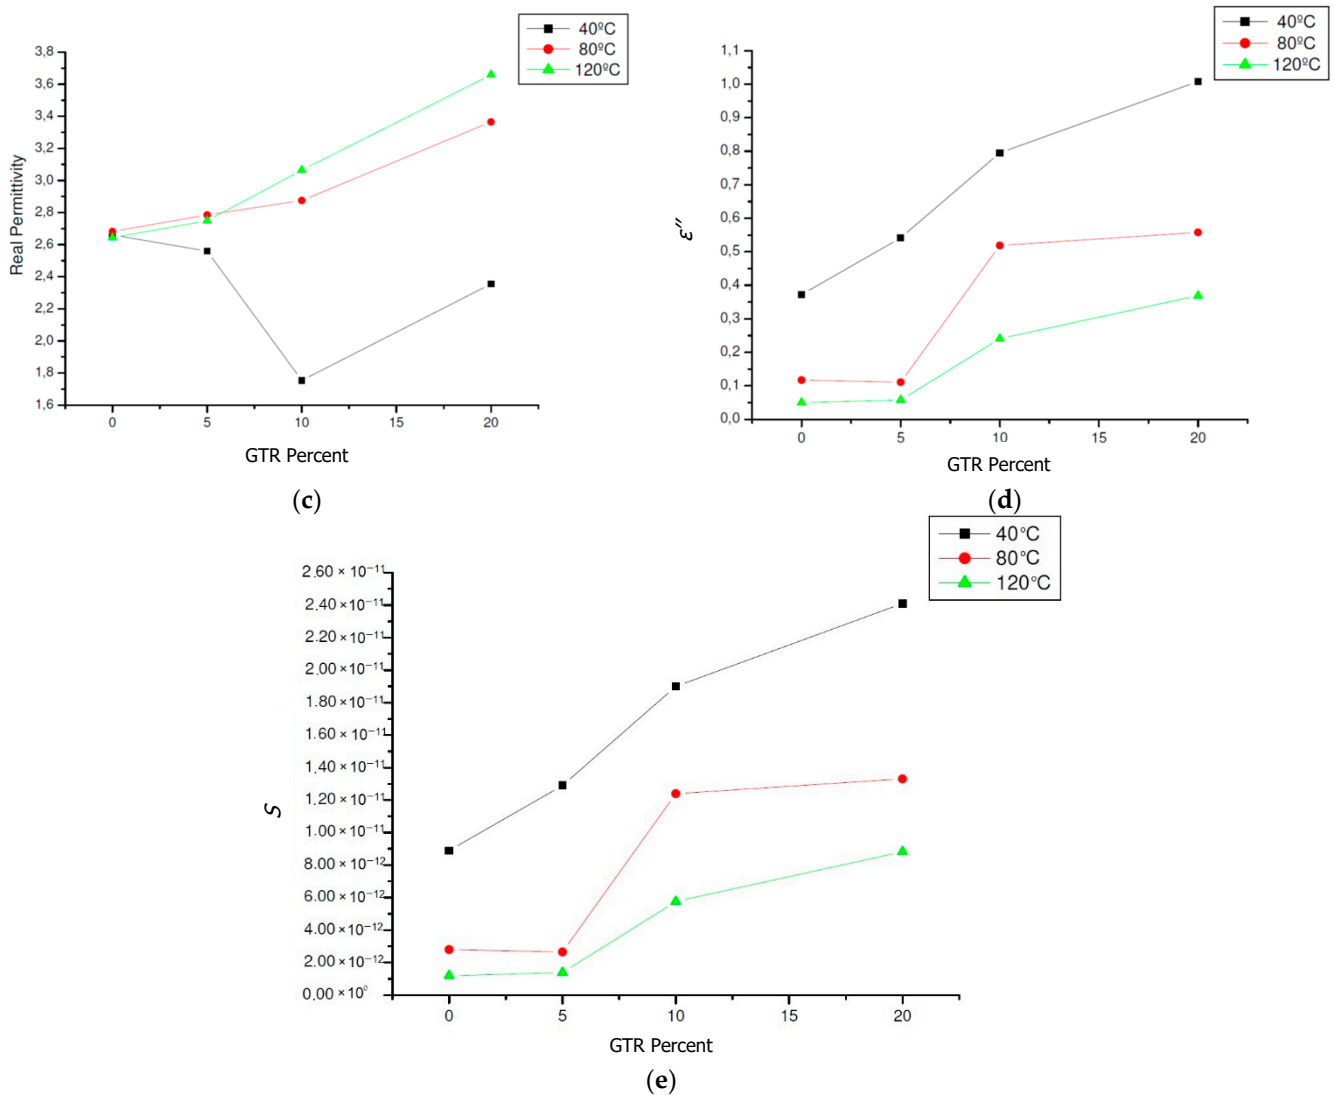 40ºC
80ºC
120ºC
3,8
3,6
3,4
3,2
3,0
2,8
2,6
2,4
2,2
2,0
1,8
1,6
Real Permittivity
0
5
10
15
20
GTR Percent
(c)
40ºC
80ºC
120ºC
1,1
1,0
0,9
0,8
0,7
0,6
0,5
0,4
0,3
0,2
0,1
0,0
ε″
0
5
10
15
20
GTR Percent
(d)
40°C
80°C
120°C
2.60 × 10⁻¹¹
2.40 × 10⁻¹¹
2.20 × 10⁻¹¹
2.00 × 10⁻¹¹
1.80 × 10⁻¹¹
1.60 × 10⁻¹¹
1.40 × 10⁻¹¹
1.20 × 10⁻¹¹
1.00 × 10⁻¹¹
8.00 × 10⁻¹²
6.00 × 10⁻¹²
4.00 × 10⁻¹²
2.00 × 10⁻¹²
0.00 × 10⁰
S
0
5
10
15
20
GTR Percent
(e)